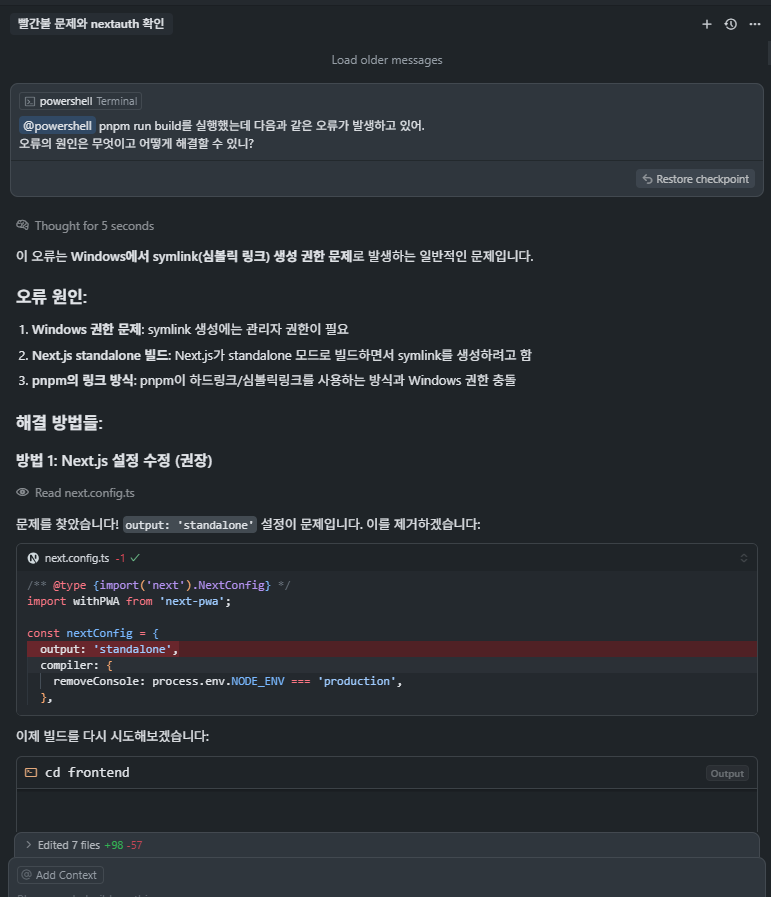 빨간불 문제와 nextauth 확인
Load older messages
powershell Terminal
@powershell pnpm run build를 실행했는데 다음과 같은 오류가 발생하고 있어.
오류의 원인은 무엇이고 어떻게 해결할 수 있니?
Restore checkpoint
Thought for 5 seconds
이 오류는 Windows에서 symlink(심볼릭 링크) 생성 권한 문제로 발생하는 일반적인 문제입니다.
오류 원인:
1. Windows 권한 문제: symlink 생성에는 관리자 권한이 필요
2. Next.js standalone 빌드: Next.js가 standalone 모드로 빌드하면서 symlink를 생성하려고 함
3. pnpm의 링크 방식: pnpm이 하드링크/심볼릭링크를 사용하는 방식과 Windows 권한 충돌
해결 방법들:
방법 1: Next.js 설정 수정 (권장)
Read next.config.ts
문제를 찾았습니다! output: 'standalone' 설정이 문제입니다. 이를 제거하겠습니다:
next.config.ts -1
/** @type {import('next').NextConfig} */
import withPWA from 'next-pwa';
const nextConfig = {
output: 'standalone',
compiler: {
removeConsole: process.env.NODE_ENV === 'production',
},
이제 빌드를 다시 시도해보겠습니다:
cd frontend
Output
Edited 7 files +98 -57
@ Add Context